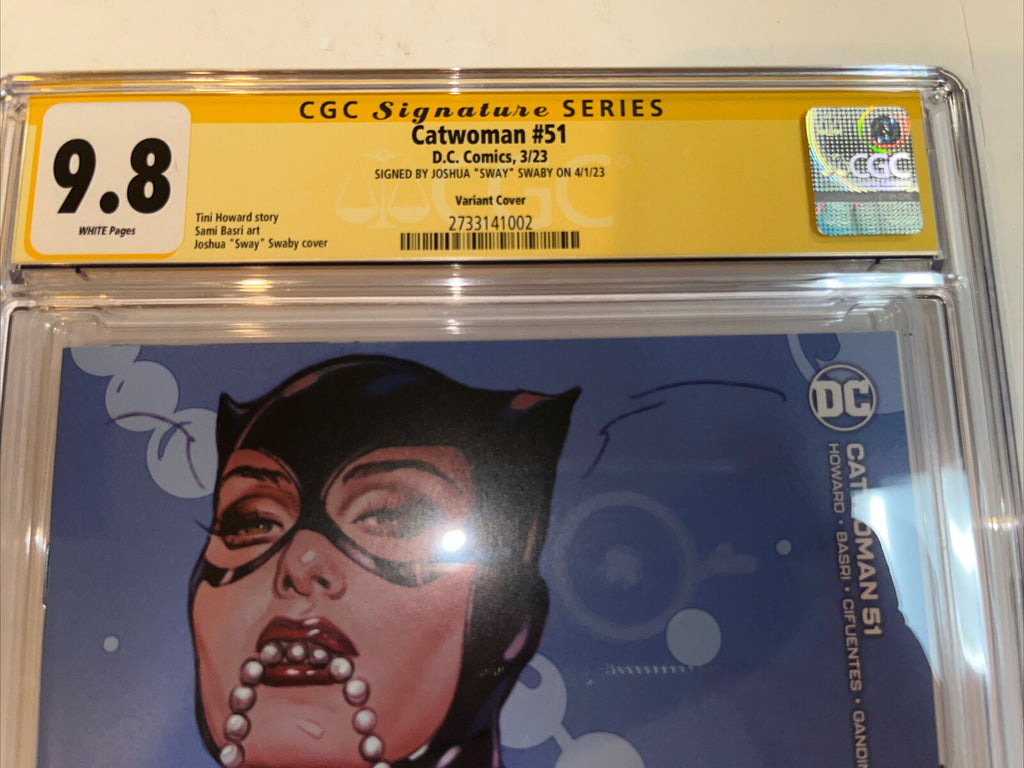 CGC Signature SERIES
Catwoman #51
D.C. Comics, 3/23
SIGNED BY JOSHUA "SWAY" SWABY ON 4/1/23
Variant Cover
2733141002
9.8
WHITE Pages
Tini Howard story
Sami Basri art
Joshua "Sway" Swaby cover
CGC
CGC
DC
CATWOMAN 51
HOWARD • BASRI • CIFUENTES •